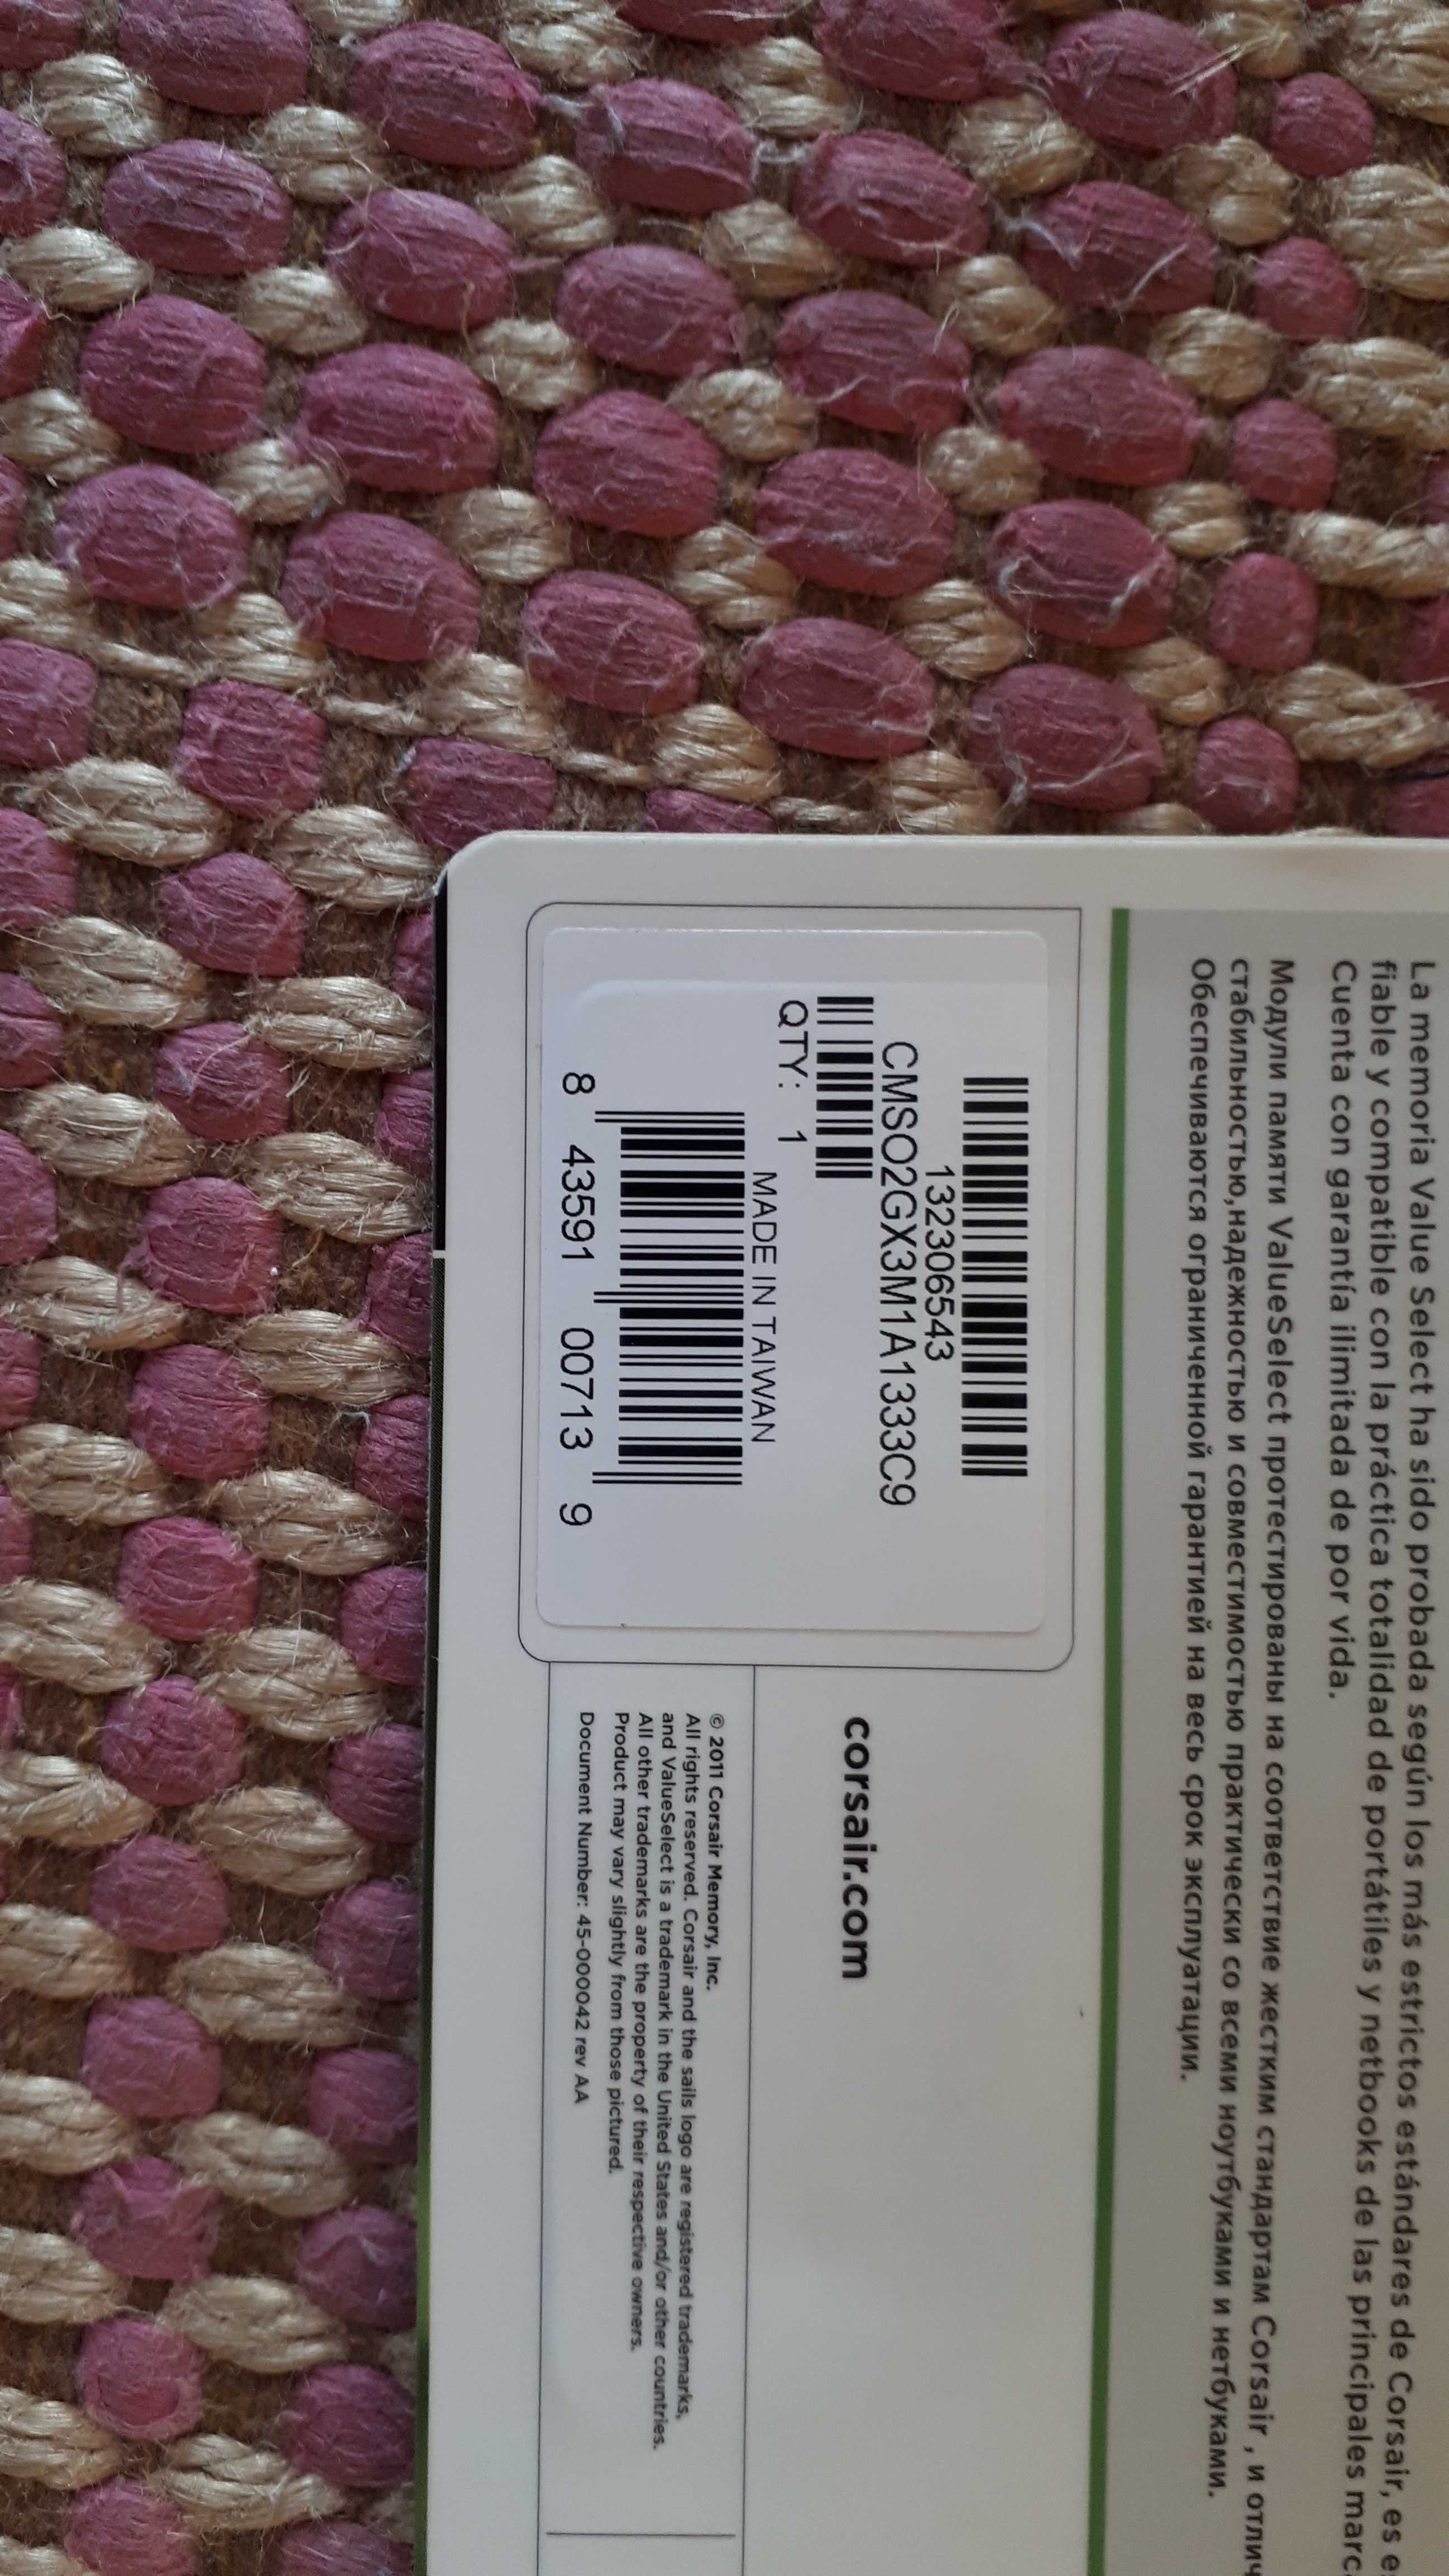 La memoria Value Select ha sido probada según los más estrictos estándares de Corsair, es
fiable y compatible con la práctica totalidad de portátiles y netbooks de las principales
Cuenta con garantía ilimitada de por vida.
Модули памяти ValueSelect протестированы на соответствие жестким стандартам Corsair , и
стабильностью,надежностью и совместимостью практически со всеми ноутбуками и нетбуками.
Обеспечиваются ограниченной гарантией на весь срок эксплуатации.
132306543
CMSO2GX3M1A1333C9
QTY: 1
MADE IN TAIWAN
8 43591 00713 9
corsair.com
© 2011 Corsair Memory, Inc.
All rights reserved. Corsair and the sails logo are registered trademarks,
and ValueSelect is a trademark in the United States and/or other countries.
All other trademarks are the property of their respective owners.
Product may vary slightly from those pictured.
Document Number: 45-000042 rev AA